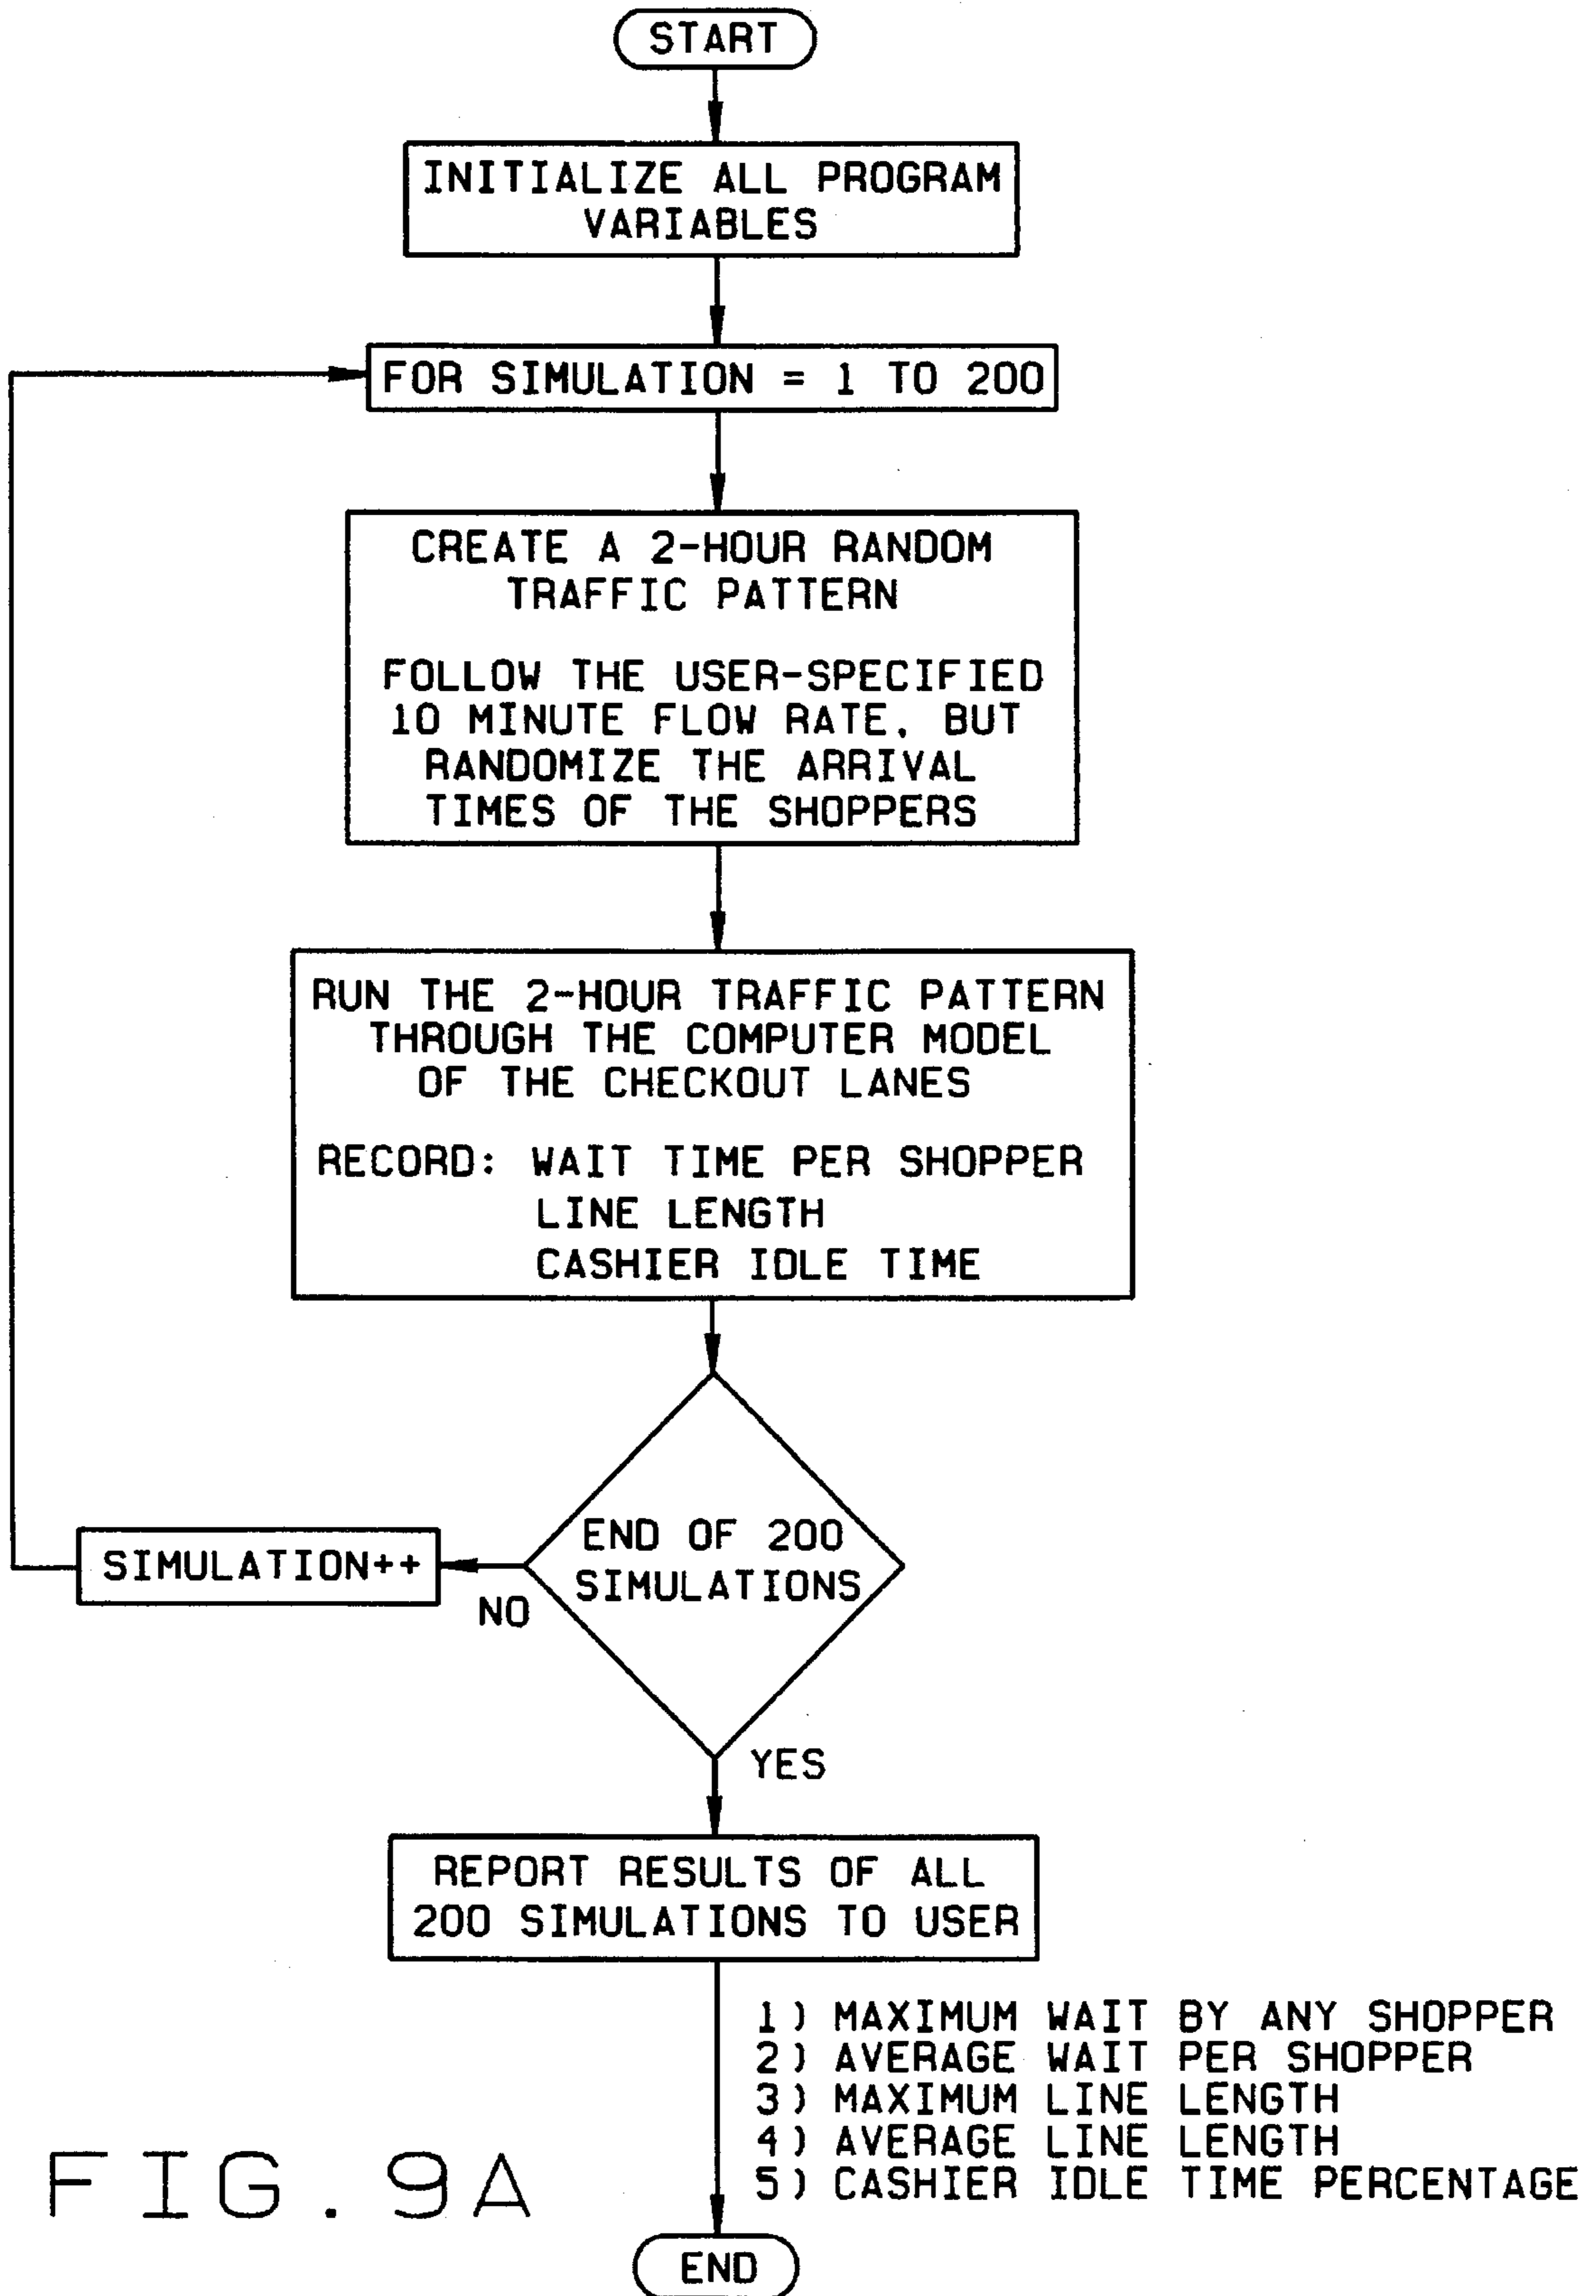 START
INITIALIZE ALL PROGRAM
VARIABLES
FOR SIMULATION = 1 TO 200
CREATE A 2-HOUR RANDOM
TRAFFIC PATTERN
FOLLOW THE USER-SPECIFIED
10 MINUTE FLOW RATE, BUT
RANDOMIZE THE ARRIVAL
TIMES OF THE SHOPPERS
RUN THE 2-HOUR TRAFFIC PATTERN
THROUGH THE COMPUTER MODEL
OF THE CHECKOUT LANES
RECORD: WAIT TIME PER SHOPPER
LINE LENGTH
CASHIER IDLE TIME
END OF 200
SIMULATIONS
SIMULATION++
NO
YES
REPORT RESULTS OF ALL
200 SIMULATIONS TO USER
1) MAXIMUM WAIT BY ANY SHOPPER
2) AVERAGE WAIT PER SHOPPER
3) MAXIMUM LINE LENGTH
4) AVERAGE LINE LENGTH
5) CASHIER IDLE TIME PERCENTAGE
FIG. 9A
END